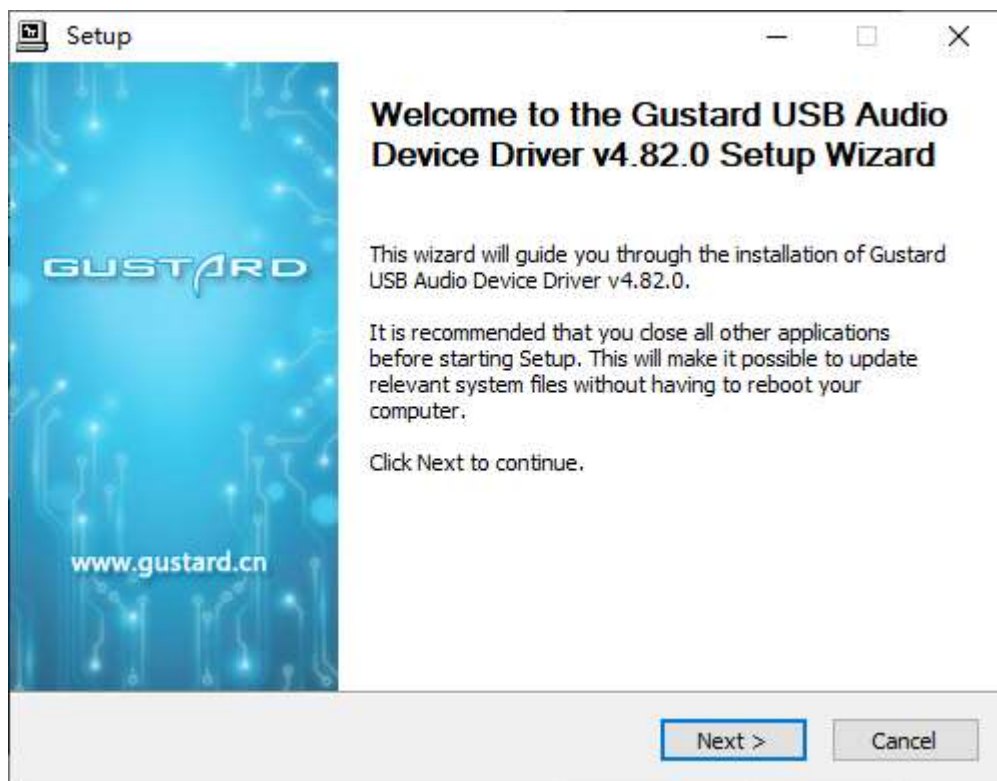 Setup
Welcome to the Gustard USB Audio
Device Driver v4.82.0 Setup Wizard
This wizard will guide you through the installation of Gustard
USB Audio Device Driver v4.82.0.
It is recommended that you close all other applications
before starting Setup. This will make it possible to update
relevant system files without having to reboot your
computer.
Click Next to continue.
GUSTARD
www.gustard.cn
Next >
Cancel